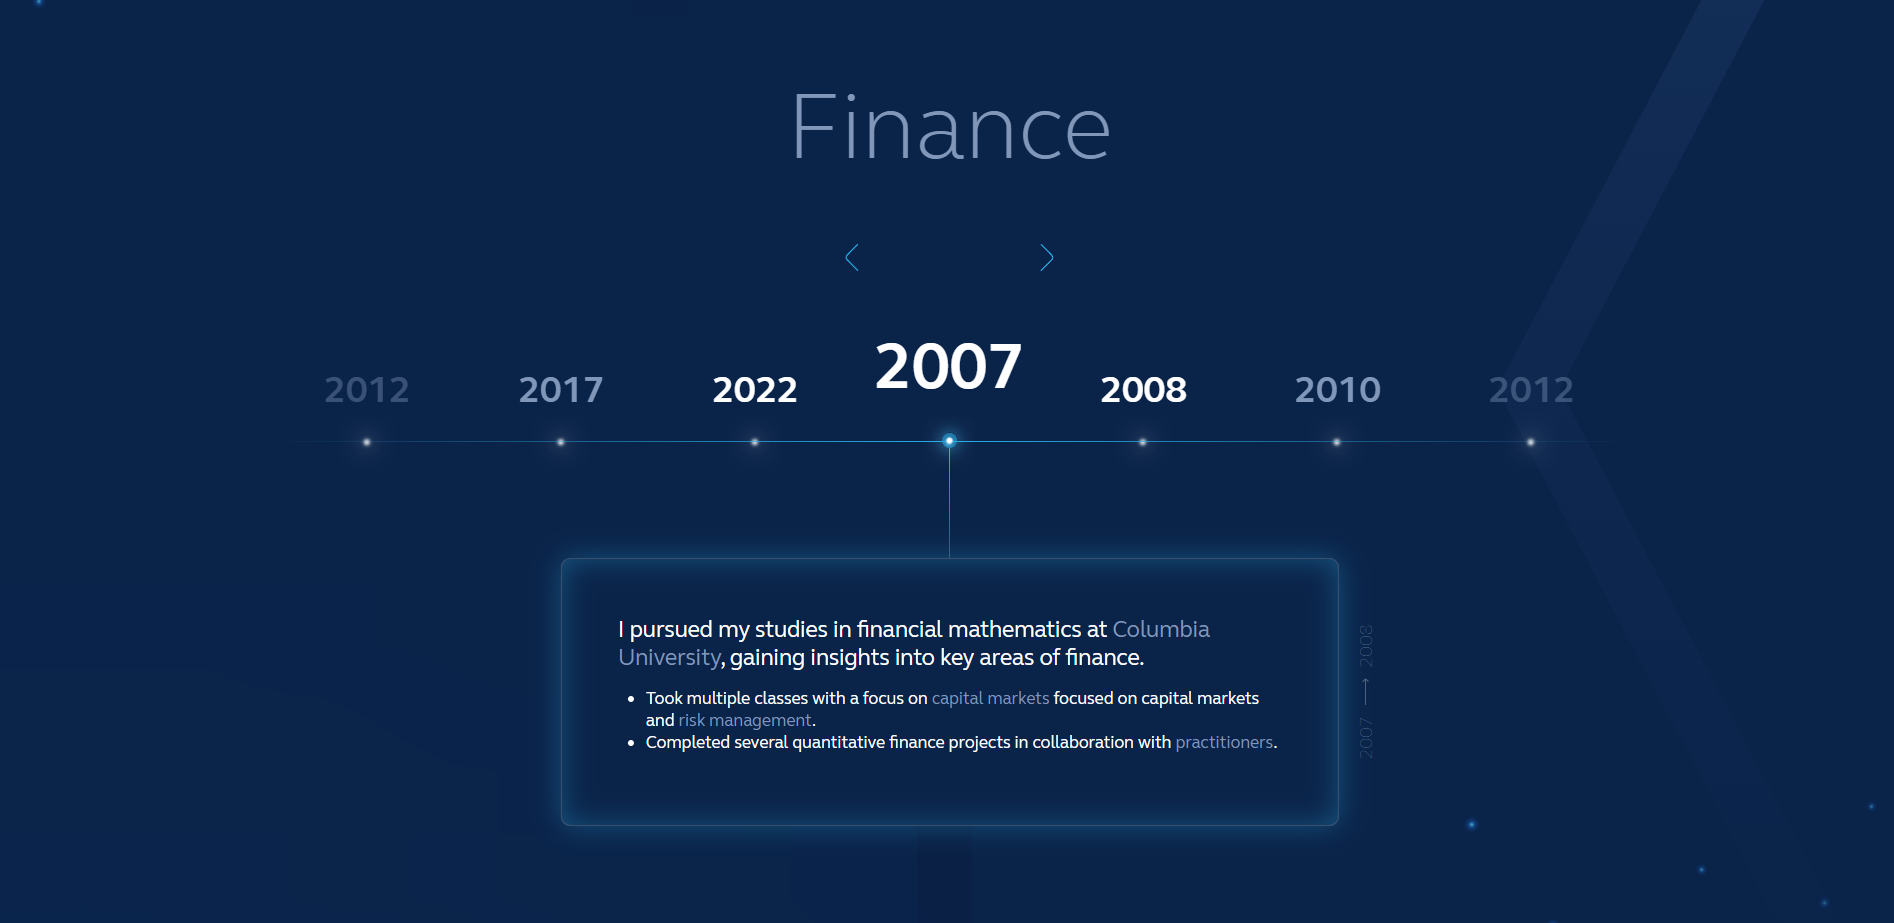 Finance
2012 2017 2022 2007 2008 2010 2012
I pursued my studies in financial mathematics at Columbia
University, gaining insights into key areas of finance.
• Took multiple classes with a focus on capital markets focused on capital markets
and risk management.
• Completed several quantitative finance projects in collaboration with practitioners.
2007 → 2008